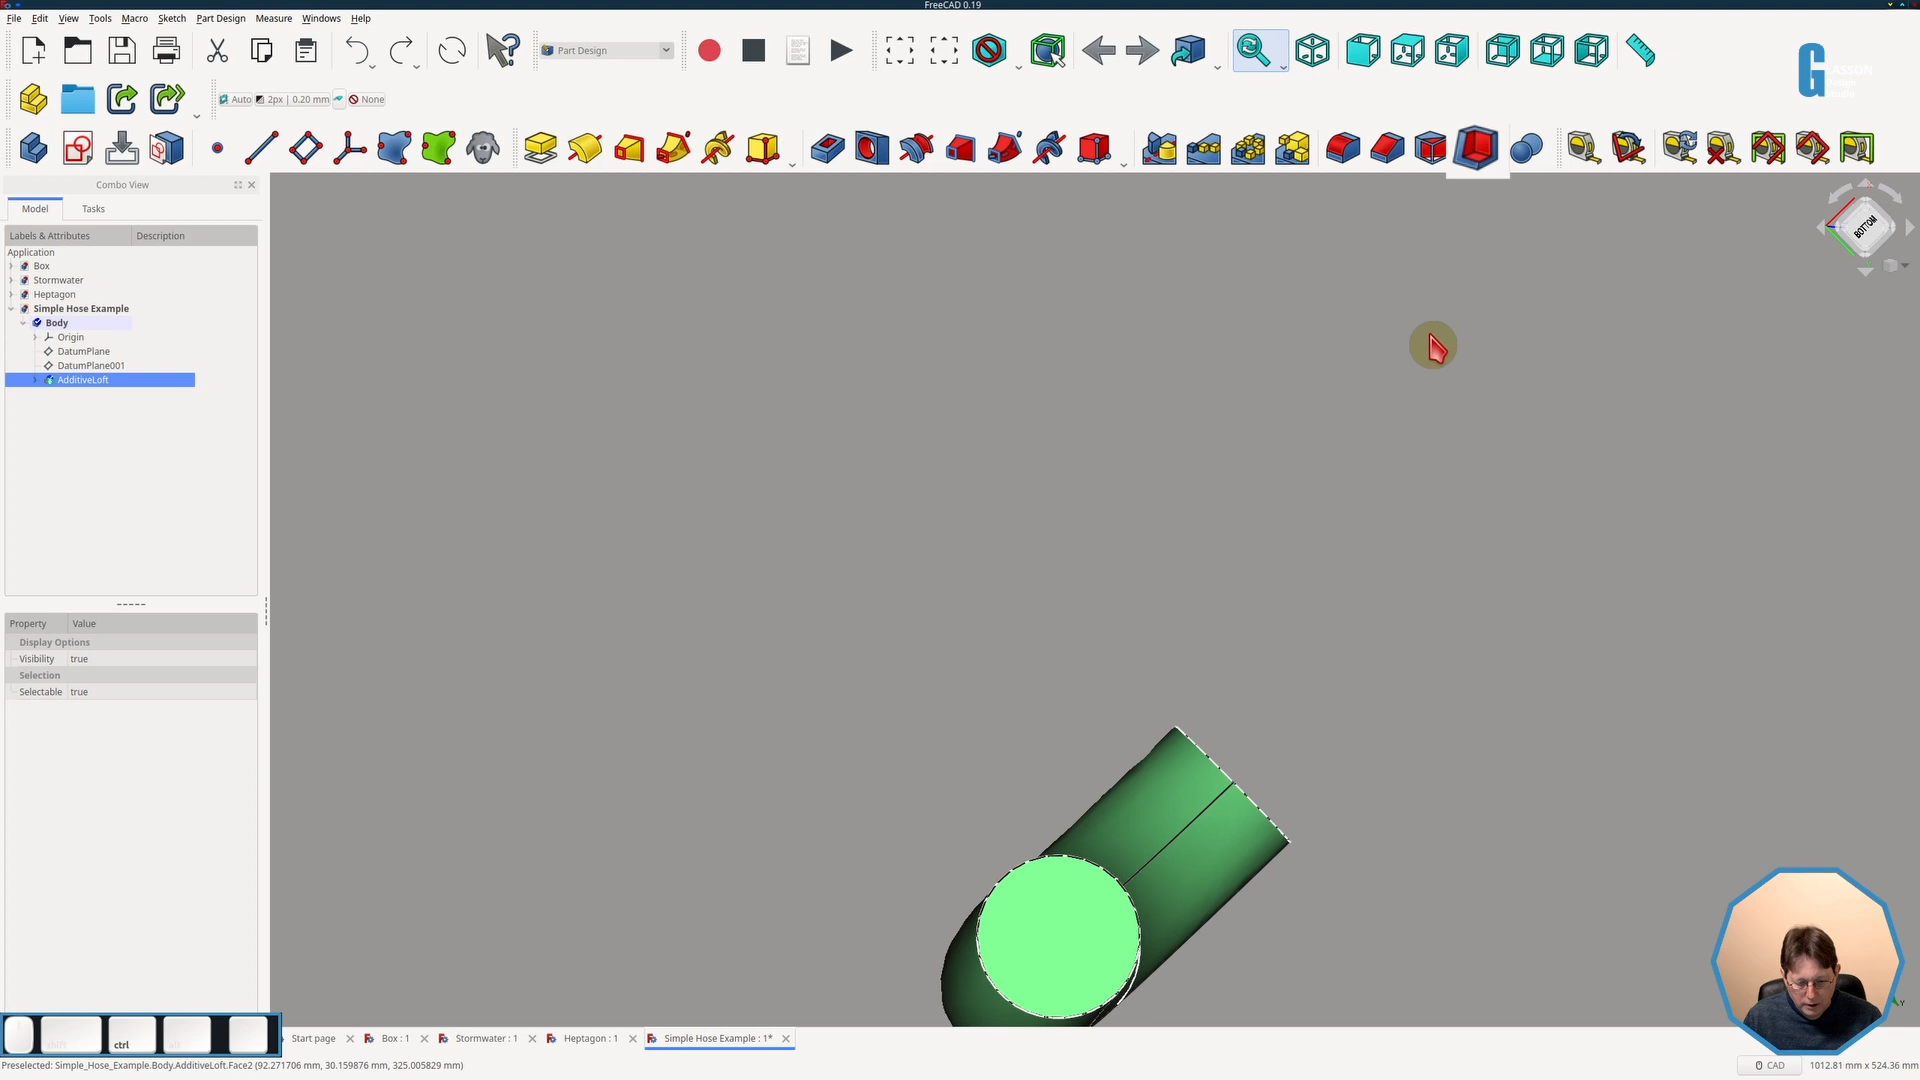 FreeCAD 0.19
File Edit View Tools Macro Sketch Part Design Measure Windows Help
Part Design
Auto 2px | 0.20 mm None
Combo View
Model Tasks
Labels & Attributes Description
Application
Box
Stormwater
Heptagon
Simple Hose Example
Body
Origin
DatumPlane
DatumPlane001
AdditiveLoft
BOTTOM
Property Value
Display Options
Visibility true
Selection
Selectable true
shift ctrl alt
Start page Box : 1 Stormwater : 1 Heptagon : 1 Simple Hose Example : 1*
Preselected: Simple_Hose_Example.Body.AdditiveLoft.Face2 (92.271706 mm, 30.159876 mm, 325.005829 mm)
CAD 1012.81 mm x 524.36 mm